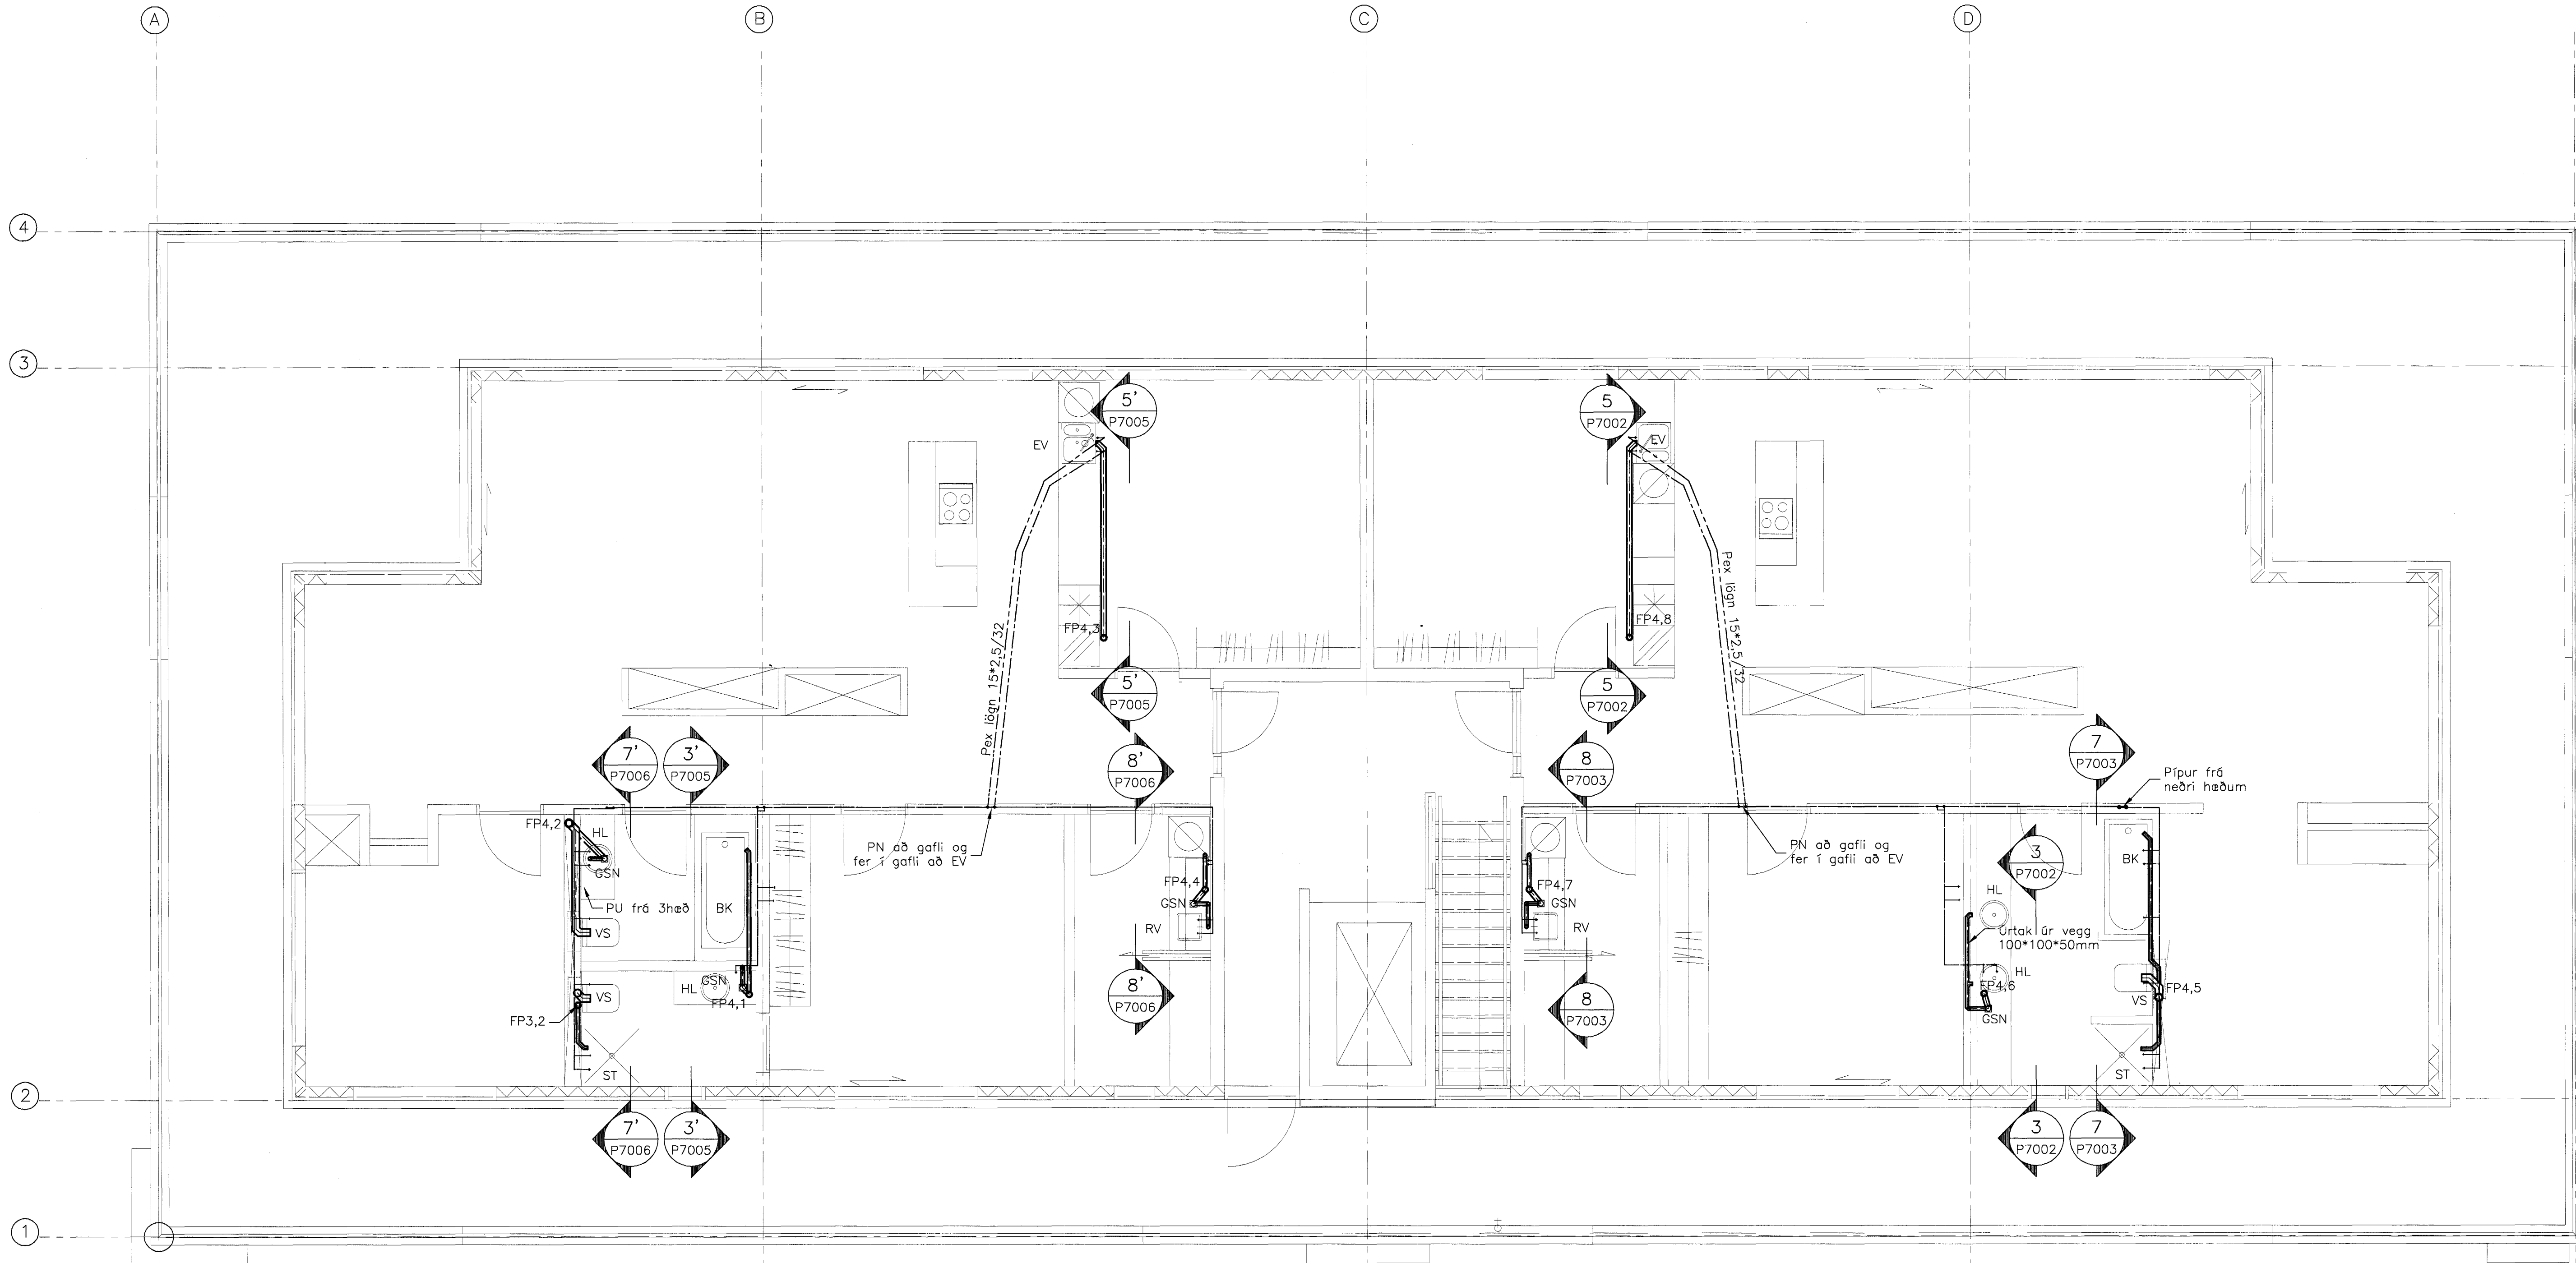 A
B
C
D
4
3
5'
P7005
5
P7002
EV
EV
Pex lögn 15*2,5/32
Pex lögn 15*2,5/32
FP4,3
FP4,8
5'
P7005
5
P7002
7'
P7006
3'
P7005
8'
P7006
8
P7003
7
P7003
Pípur frá
neðri hæðum
FP4,2
HL
GSN
PU frá 3hæð
BK
VS
PN að gafli og
fer í gafli að EV
FP4,4
GSN
RV
FP4,7
GSN
RV
PN að gafli og
fer í gafli að EV
3
P7002
BK
HL
Úrtak úr vegg
100*100*50mm
HL
FP4,6
GSN
VS
FP4,5
GSN
HL
FP4,1
VS
FP3,2
ST
8'
P7006
8
P7003
ST
2
7'
P7006
3'
P7005
3
P7002
7
P7003
1